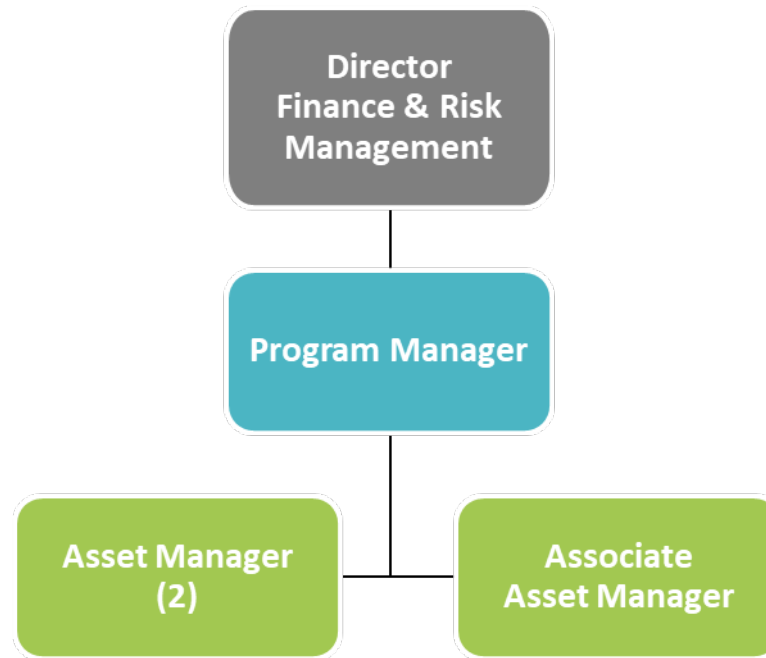 Director
Finance & Risk
Management
Program Manager
Asset Manager
(2)
Associate
Asset Manager